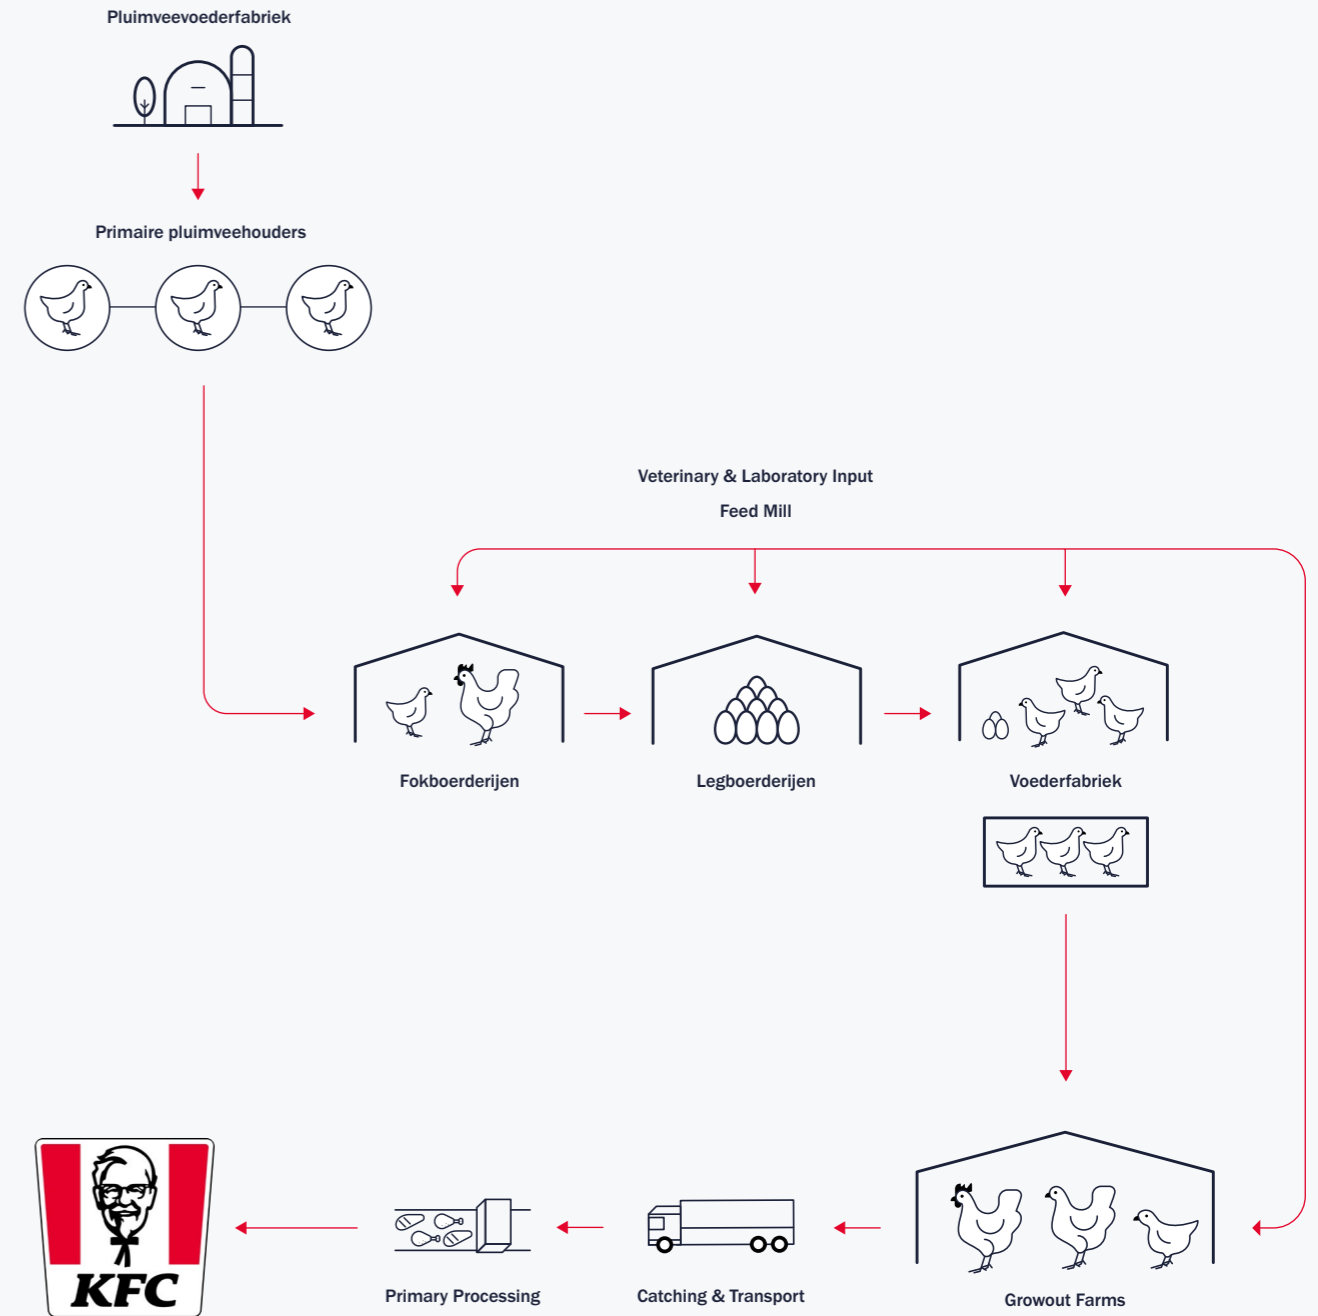 Pluimveevoederfabriek
Primaire pluimveehouders
Veterinary & Laboratory Input
Feed Mill
Fokboerderijen
Legboerderijen
Voederfabriek
KFC
Primary Processing
Catching & Transport
Growout Farms